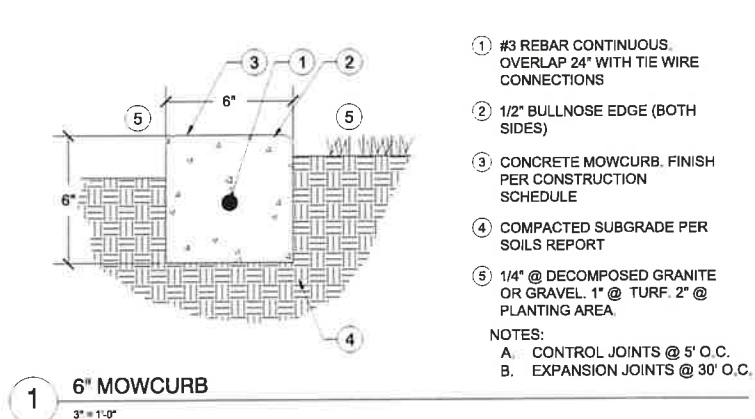 3
1
2
5
6"
5
6"
4
1 #3 REBAR CONTINUOUS.
OVERLAP 24" WITH TIE WIRE
CONNECTIONS
2 1/2" BULLNOSE EDGE (BOTH
SIDES)
3 CONCRETE MOWCURB. FINISH
PER CONSTRUCTION
SCHEDULE
4 COMPACTED SUBGRADE PER
SOILS REPORT
5 1/4" @ DECOMPOSED GRANITE
OR GRAVEL. 1" @ TURF. 2" @
PLANTING AREA.
NOTES:
A. CONTROL JOINTS @ 5' O.C.
B. EXPANSION JOINTS @ 30' O.C.
1 6" MOWCURB
3" = 1'-0"